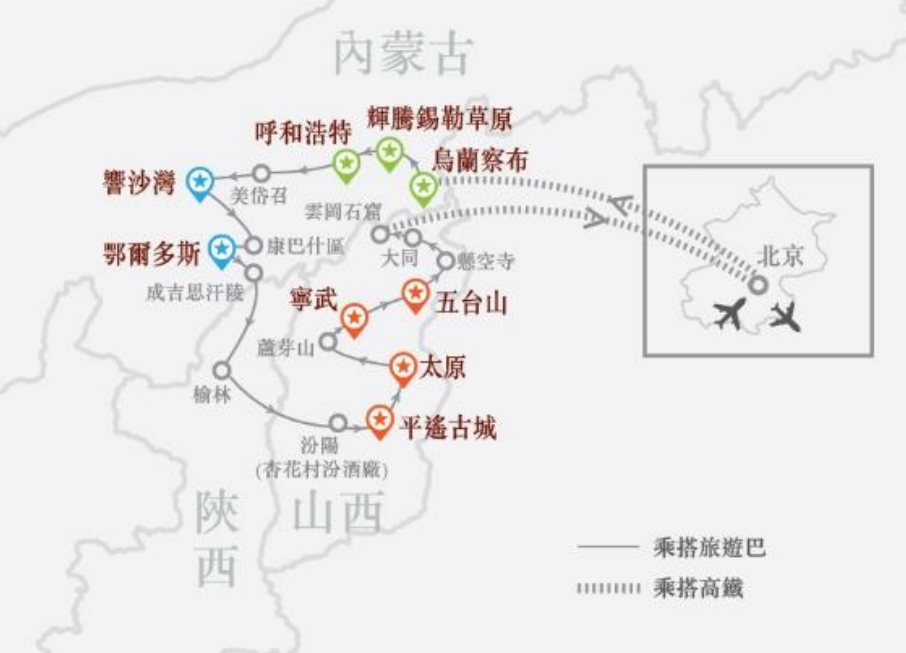 內蒙古
輝騰錫勒草原
呼和浩特
烏蘭察布
響沙灣
美岱召
雲岡石窟
大同
懸空寺
北京
鄂爾多斯
康巴什區
成吉思汗陵
寧武
五台山
蘆芽山
太原
榆林
平遙古城
汾陽
(杏花村汾酒廠)
陝
西
山西
乘搭旅遊巴
乘搭高鐵